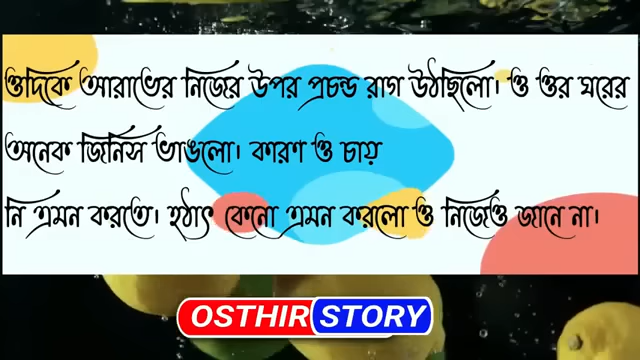 ওদিকে আরাভের নিজের উপর প্রচন্ড রাগ উঠছিলো। ও ওর ঘরের
অনেক জিনিস ভাঙলো। কারণ ও চায়
নি এমন করতে। হঠাৎ কেনো এমন করলো ও নিজেও জানে না।
OSTHIR STORY